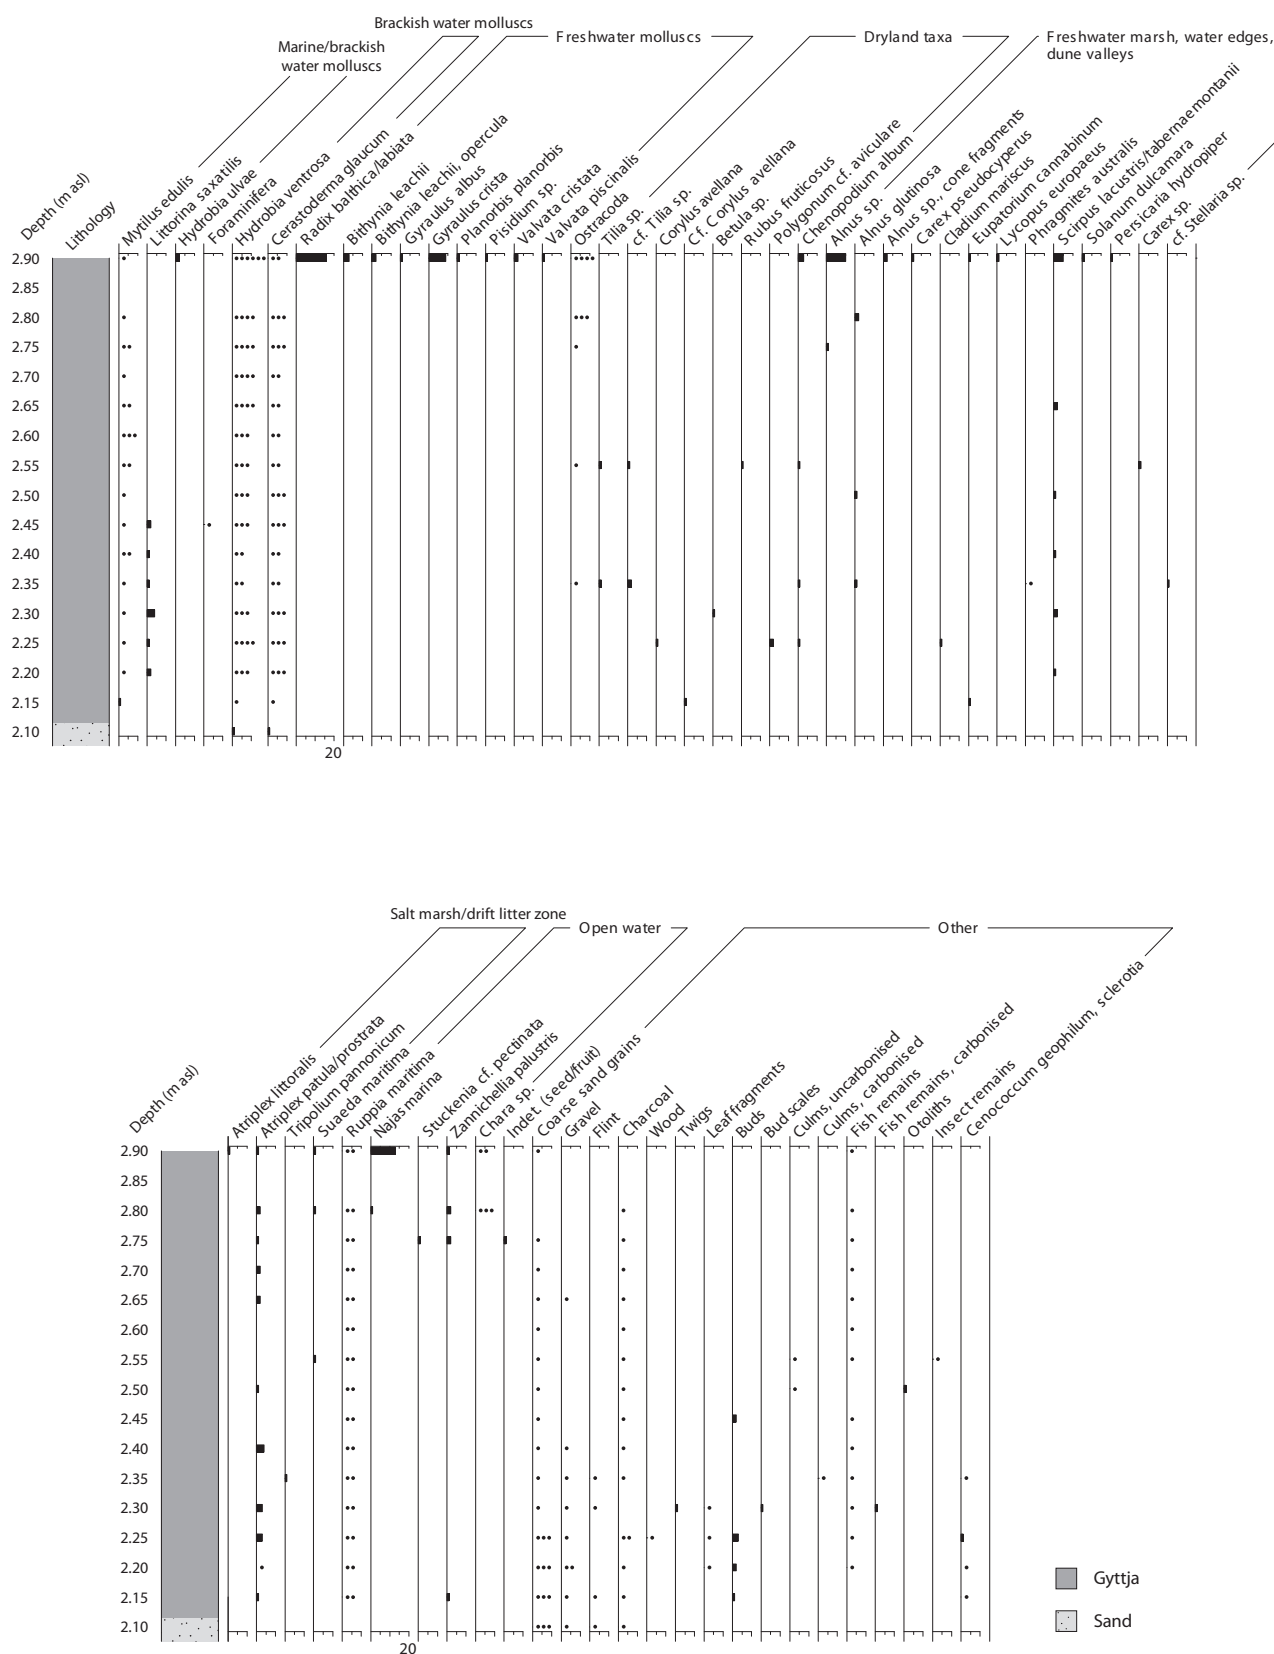 Brackish water molluscs
Marine/brackish
water molluscs
Freshwater molluscs
Dryland taxa
Freshwater marsh, water edges,
dune valleys
Depth (m asl)
Lithology
Mytilus edulis
Littorina saxatilis
Hydrobia ulvae
Foraminifera
Hydrobia ventrosa
Cerastoderma glaucum
Radix balthica/labiata
Bithynia leachii
Bithynia leachii, opercula
Gyraulus albus
Gyraulus crista
Planorbis planorbis
Pisidium sp.
Valvata cristata
Valvata piscinalis
Ostracoda
Tilia sp.
cf. Tilia sp.
Corylus avellana
Cf. Corylus avellana
Betula sp.
Rubus fruticosus
Polygonum cf. aviculare
Chenopodium album
Alnus sp.
Alnus glutinosa
Alnus sp., cone fragments
Carex pseudocyperus
Cladium mariscus
Eupatorium cannabinum
Lycopus europaeus
Phragmites australis
Scirpus lacustris/tabernaemontanii
Solanum dulcamara
Persicaria hydropiper
Carex sp.
cf. Stellaria sp.
2.90
2.85
2.80
2.75
2.70
2.65
2.60
2.55
2.50
2.45
2.40
2.35
2.30
2.25
2.20
2.15
2.10
20
Salt marsh/drift litter zone
Open water
Other
Depth (m asl)
Atriplex littoralis
Atriplex patula/prostrata
Tripolium pannonicum
Suaeda maritima
Ruppia maritima
Najas marina
Stuckenia cf. pectinata
Zannichellia palustris
Chara sp.
Indet. (seed/fruit)
Coarse sand grains
Gravel
Flint
Charcoal
Wood
Twigs
Leaf fragments
Buds
Bud scales
Culms, uncarbonised
Culms, carbonised
Fish remains
Fish remains, carbonised
Otoliths
Insect remains
Cenococcum geophilum, sclerotia
2.90
2.85
2.80
2.75
2.70
2.65
2.60
2.55
2.50
2.45
2.40
2.35
2.30
2.25
2.20
2.15
2.10
20
Gyttja
Sand